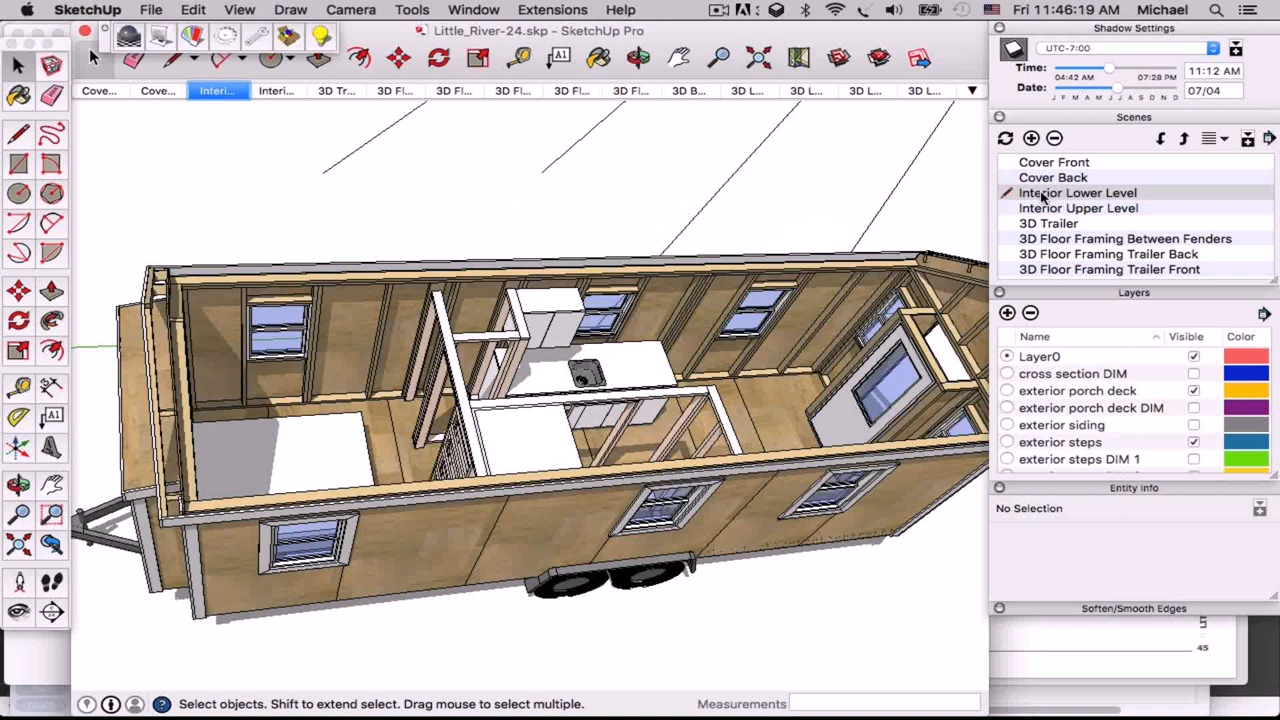 SketchUp File Edit View Draw Camera Tools Window Extensions Help Fri 11:46:19 AM Michael
Little_River-24.skp - SketchUp Pro
A1
Cove... Cove... Interi... Interi... 3D Tr... 3D Fl... 3D Fl... 3D Fl... 3D Fl... 3D Fl... 3D B... 3D L... 3D L... 3D L... 3D L...
A1
Shadow Settings
UTC-7:00
Time: 04:42 AM 07:28 PM 11:12 AM
Date: J F M A M J J A S O N D 07/04
Scenes
Cover Front
Cover Back
Interior Lower Level
Interior Upper Level
3D Trailer
3D Floor Framing Between Fenders
3D Floor Framing Trailer Back
3D Floor Framing Trailer Front
Layers
Name Visible Color
Layer0
cross section DIM
exterior porch deck
exterior porch deck DIM
exterior siding
exterior steps
exterior steps DIM 1
Entity Info
No Selection
Soften/Smooth Edges
45
Select objects. Shift to extend select. Drag mouse to select multiple. Measurements